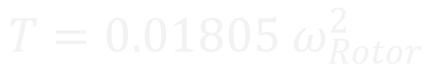 T = 0.01805 ω²_Rotor